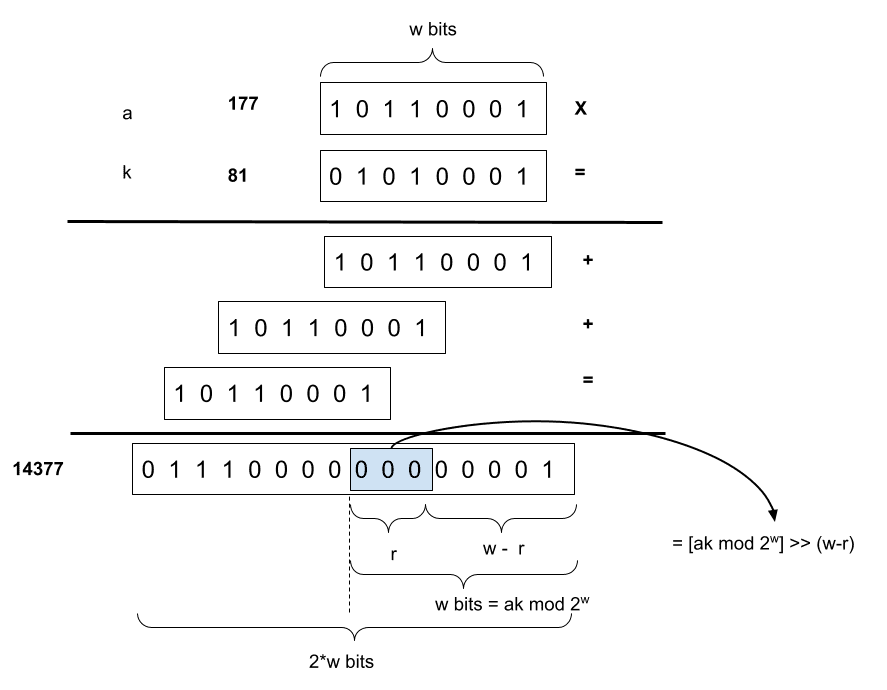 w bits
a 177 1 0 1 1 0 0 0 1 X
k 81 0 1 0 1 0 0 0 1 =
1 0 1 1 0 0 0 1 +
1 0 1 1 0 0 0 1 +
1 0 1 1 0 0 0 1 =
14377 0 1 1 1 0 0 0 0 0 0 0 0 0 0 0 1
r w - r
= [ak mod 2ʷ] >> (w-r)
w bits = ak mod 2ʷ
2*w bits